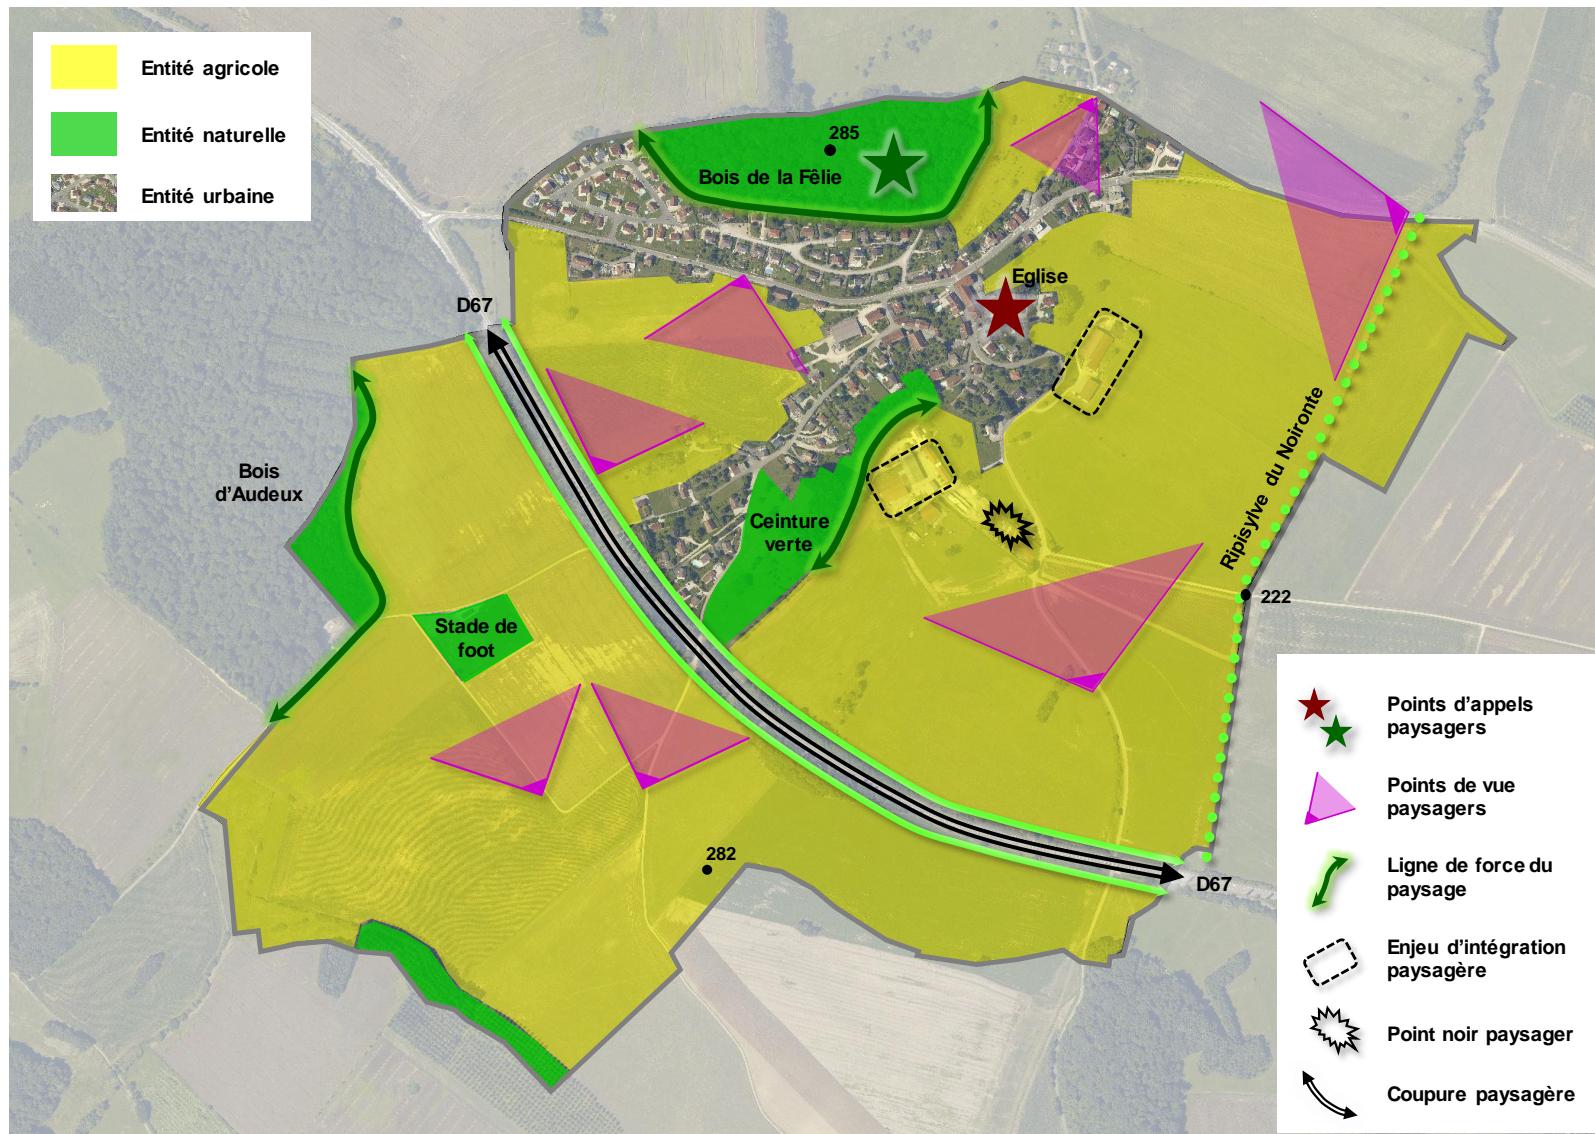 Entité agricole
Entité naturelle
Entité urbaine
285
Bois de la Fêlie
Eglise
D67
Bois
d'Audeux
Ripisylve du Noironte
Ceinture
verte
222
Stade de
foot
282
D67
Points d'appels
paysagers
Points de vue
paysagers
Ligne de force du
paysage
Enjeu d'intégration
paysagère
Point noir paysager
Coupure paysagère